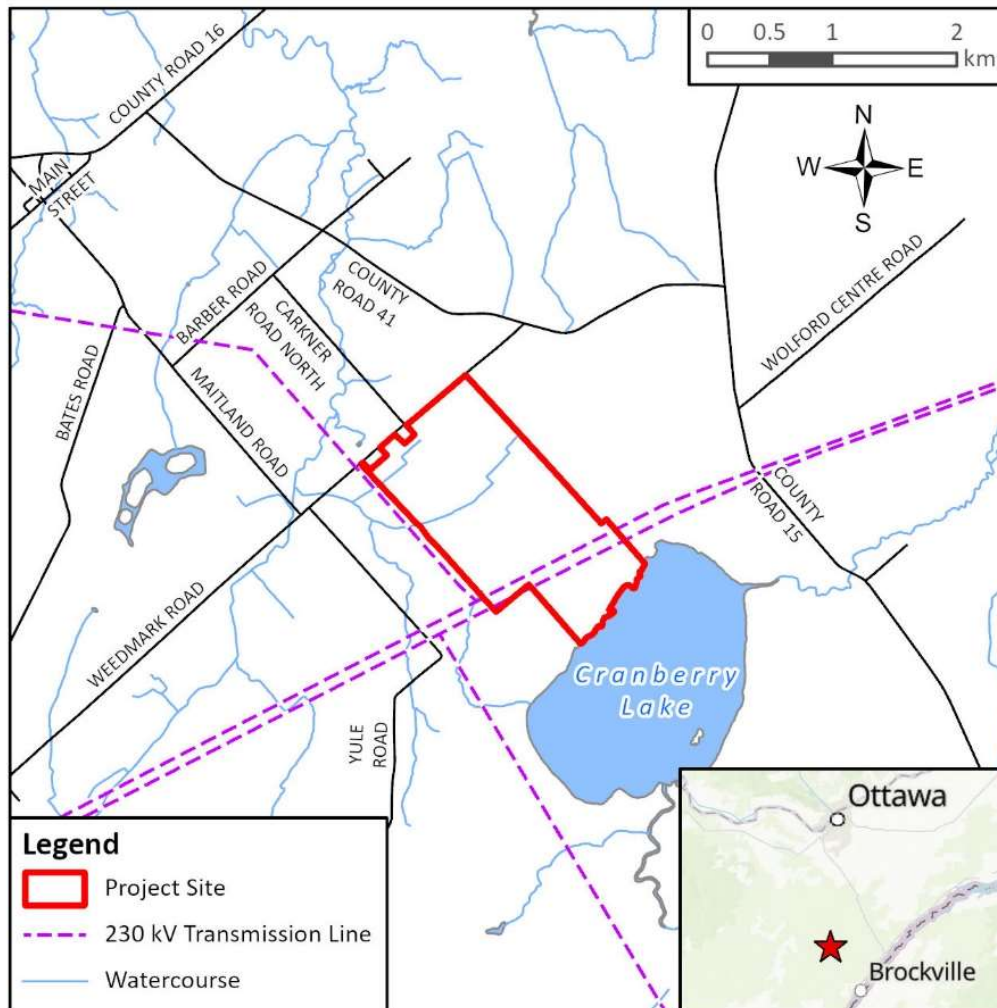 0 0.5 1 2
km
COUNTY ROAD 16
N
W E
S
MAIN
STREET
BARBER ROAD
COUNTY
ROAD 41
CARKNER
ROAD NORTH
WOLFORD CENTRE ROAD
BATES ROAD
MAITLAND ROAD
COUNTY
ROAD 15
WEEDMARK ROAD
Cranberry
Lake
YULE
ROAD
Legend
Project Site
230 kV Transmission Line
Watercourse
Ottawa
Brockville